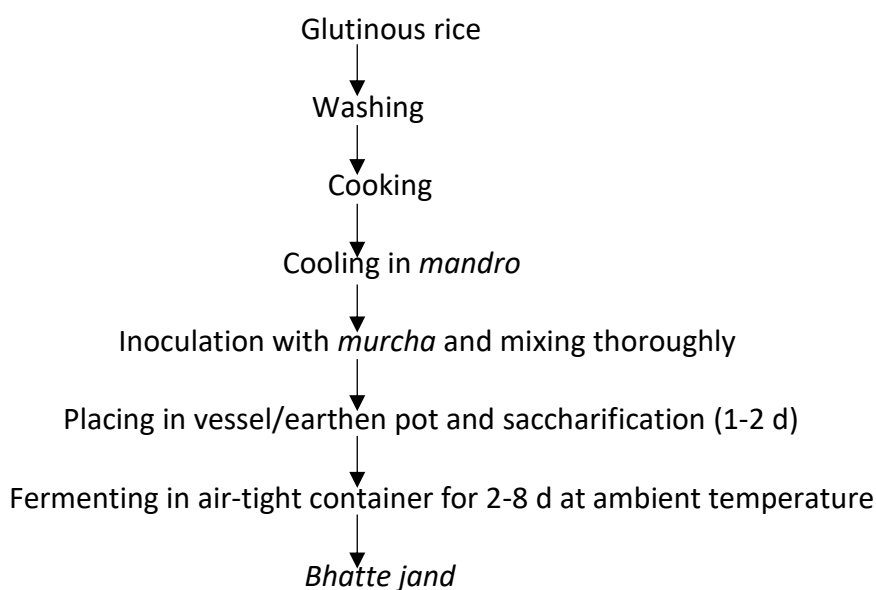 Glutinous rice
Washing
Cooking
Cooling in mandro
Inoculation with murcha and mixing thoroughly
Placing in vessel/earthen pot and saccharification (1-2 d)
Fermenting in air-tight container for 2-8 d at ambient temperature
Bhatte jand